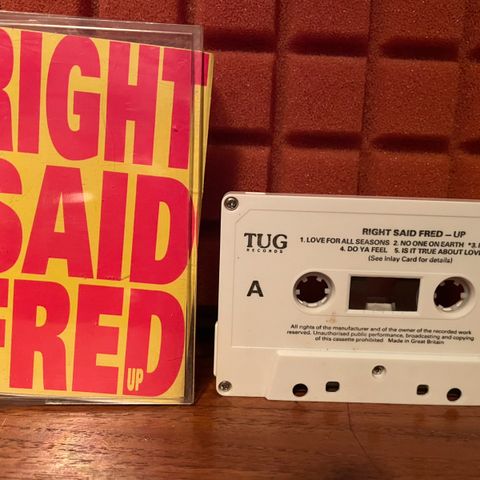 RIGHT
SAID
FRED
UP
TUG
RECORDS
RIGHT SAID FRED – UP
1. LOVE FOR ALL SEASONS 2. NO ONE ON EARTH *3.
4. DO YA FEEL 5. IS IT TRUE ABOUT LOVE
(See Inlay Card for details)
A
All rights of the manufacturer and of the owner of the recorded work
reserved. Unauthorised public performance, broadcasting and copying
of this cassette prohibited Made in Great Britain